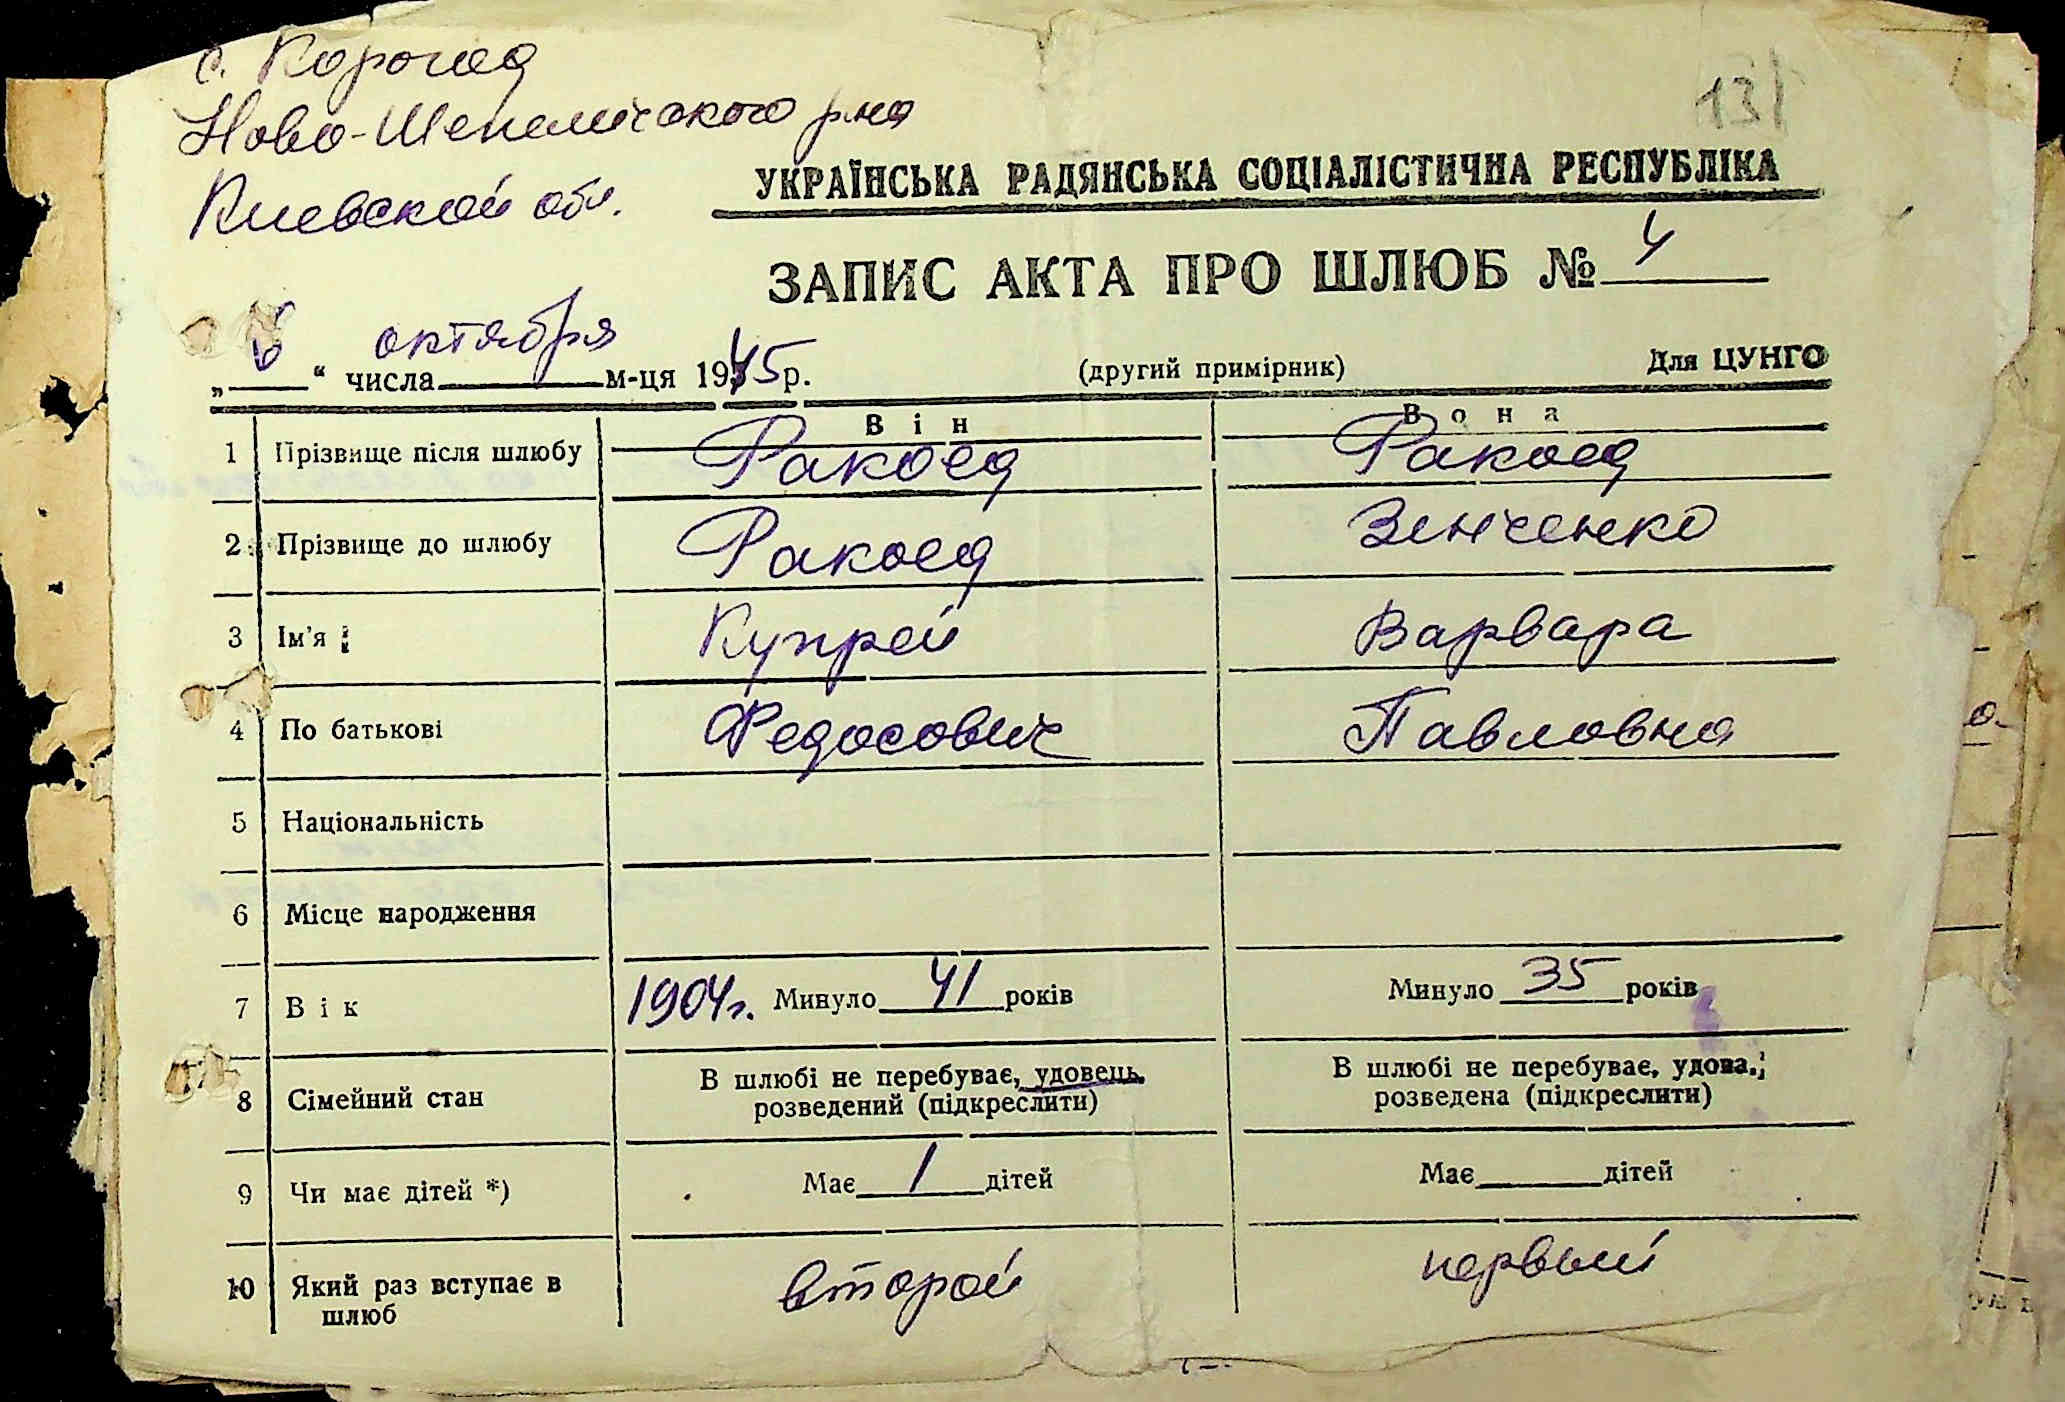 с. Корогод
Ново-Шепеличского р-на
Киевской обл.
131
УКРАЇНСЬКА РАДЯНСЬКА СОЦІАЛІСТИЧНА РЕСПУБЛІКА
ЗАПИС АКТА ПРО ШЛЮБ № 4
„6“ числа октября м-ця 1945 р. (другий примірник) Для ЦУНГО
Він Вона
1 Прізвище після шлюбу Ракоед Ракоед
2 Прізвище до шлюбу Ракоед Зенченко
3 Ім'я Купрей Варвара
4 По батькові Федосович Павловна
5 Національність
6 Місце народження
7 Вік 1904г. Минуло 41 років Минуло 35 років
8 Сімейний стан В шлюбі не перебуває, удовець, В шлюбі не перебуває, удова,
розведений (підкреслити) розведена (підкреслити)
9 Чи має дітей *) Має 1 дітей Має дітей
10 Який раз вступає в второй первый
шлюб